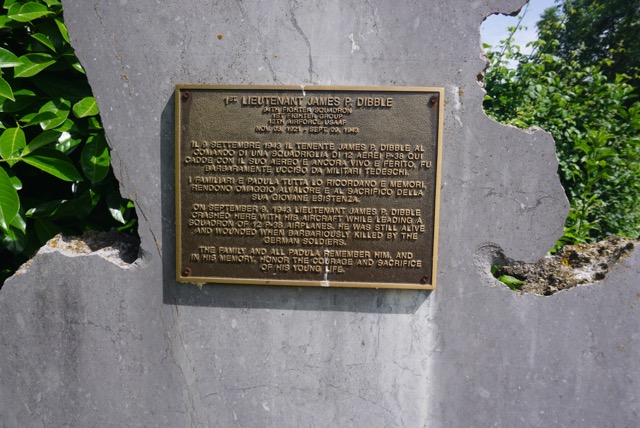 1ST LIEUTENANT JAMES P. DIBBLE
94TH FIGHTER SQUADRON
1ST FIGHTER GROUP
12TH AIRFORCE USAAF
NOV. 03, 1921 - SEPT. 09, 1943
IL 9 SETTEMBRE 1943 IL TENENTE JAMES P. DIBBLE AL
COMANDO DI UNA SQUADRIGLIA DI 12 AEREI P-38 QUI
CADDE CON IL SUO AEREO E ANCORA VIVO E FERITO, FU
BARBARAMENTE UCCISO DA MILITARI TEDESCHI.
I FAMILIARI E PADULA TUTTA LO RICORDANO E MEMORI,
RENDONO OMAGGIO AL VALORE E AL SACRIFICO DELLA
SUA GIOVANE ESISTENZA.
ON SEPTEMBER 9, 1943 LIEUTENANT JAMES P. DIBBLE
CRASHED HERE WITH HIS AIRCRAFT WHILE LEADING A
SQUADRON OF 12 P-38 AIRPLANES. HE WAS STILL ALIVE
AND WOUNDED WHEN BARBARIOUSLY KILLED BY THE
GERMAN SOLDIERS.
THE FAMILY AND ALL PADULA REMEMBER HIM, AND
IN HIS MEMORY, HONOR THE COURAGE AND SACRIFICE
OF HIS YOUNG LIFE.